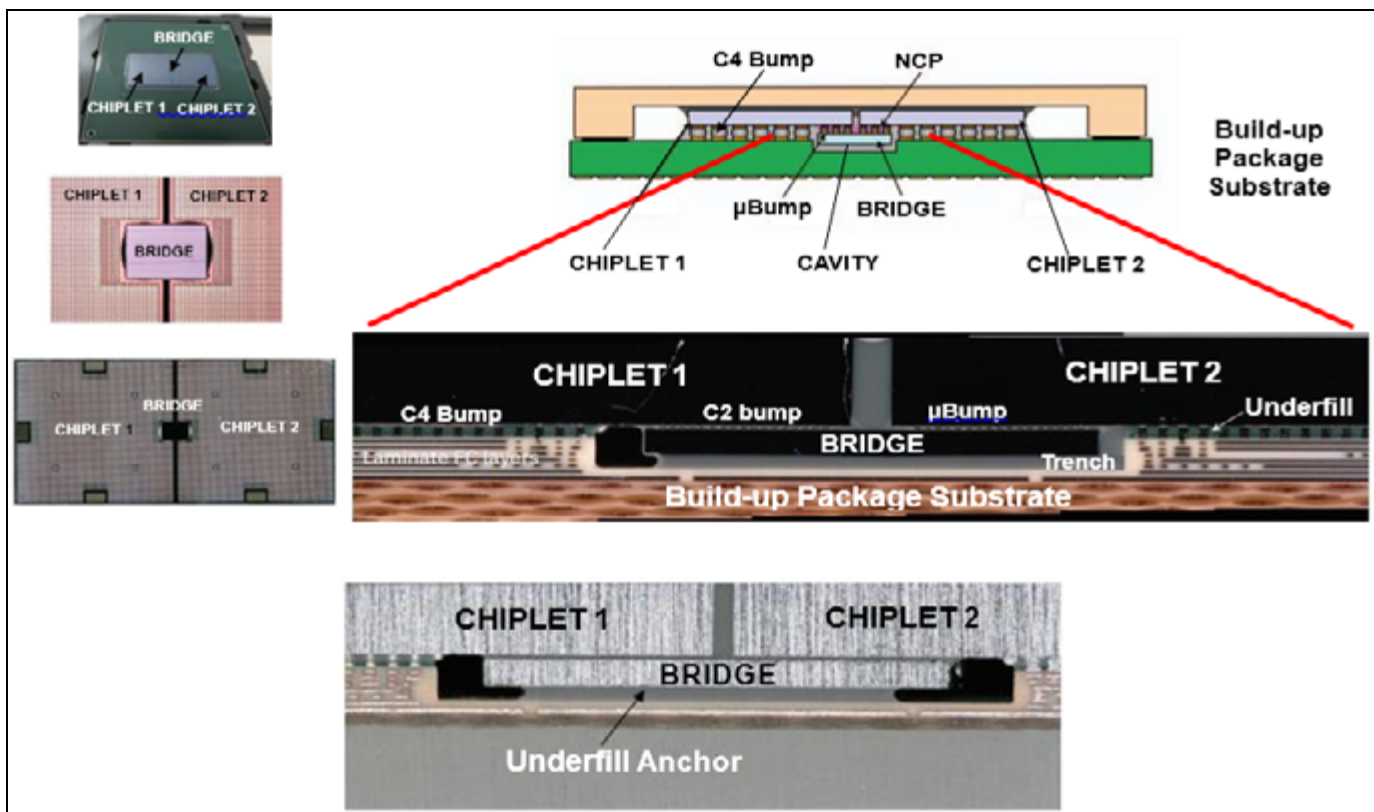 BRIDGE
CHIPLET 1
CHIPLET 2
CHIPLET 1
CHIPLET 2
BRIDGE
BRIDGE
CHIPLET 1
CHIPLET 2
C4 Bump
NCP
Build-up
Package
Substrate
µBump
BRIDGE
CHIPLET 1
CAVITY
CHIPLET 2
CHIPLET 1
CHIPLET 2
C4 Bump
C2 bump
µBump
Underfill
BRIDGE
Laminate FC layers
Trench
Build-up Package Substrate
CHIPLET 1
CHIPLET 2
BRIDGE
Underfill Anchor